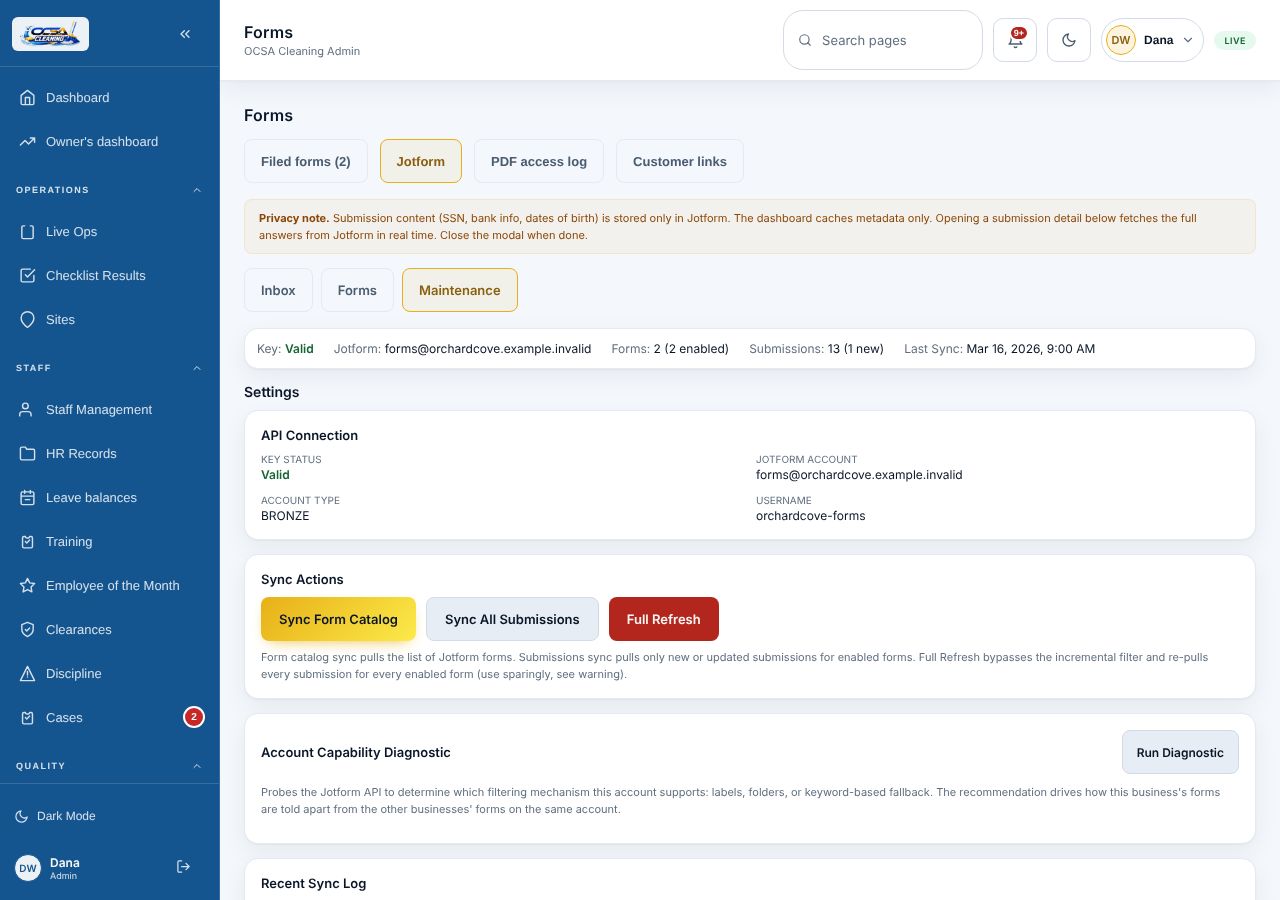 OCSA
CLEANING
Dashboard
Owner's dashboard
OPERATIONS
Live Ops
Checklist Results
Sites
STAFF
Staff Management
HR Records
Leave balances
Training
Employee of the Month
Clearances
Discipline
Cases
2
QUALITY
Dark Mode
DW
Dana
Admin
Forms
OCSA Cleaning Admin
Search pages
9+
DW
Dana
LIVE
Forms
Filed forms (2)
Jotform
PDF access log
Customer links
Privacy note. Submission content (SSN, bank info, dates of birth) is stored only in Jotform. The dashboard caches metadata only. Opening a submission detail below fetches the full
answers from Jotform in real time. Close the modal when done.
Inbox
Forms
Maintenance
Key: Valid
Jotform: forms@orchardcove.example.invalid
Forms: 2 (2 enabled)
Submissions: 13 (1 new)
Last Sync: Mar 16, 2026, 9:00 AM
Settings
API Connection
KEY STATUS
Valid
JOTFORM ACCOUNT
forms@orchardcove.example.invalid
ACCOUNT TYPE
BRONZE
USERNAME
orchardcove-forms
Sync Actions
Sync Form Catalog
Sync All Submissions
Full Refresh
Form catalog sync pulls the list of Jotform forms. Submissions sync pulls only new or updated submissions for enabled forms. Full Refresh bypasses the incremental filter and re-pulls
every submission for every enabled form (use sparingly, see warning).
Account Capability Diagnostic
Run Diagnostic
Probes the Jotform API to determine which filtering mechanism this account supports: labels, folders, or keyword-based fallback. The recommendation drives how this business's forms
are told apart from the other businesses' forms on the same account.
Recent Sync Log